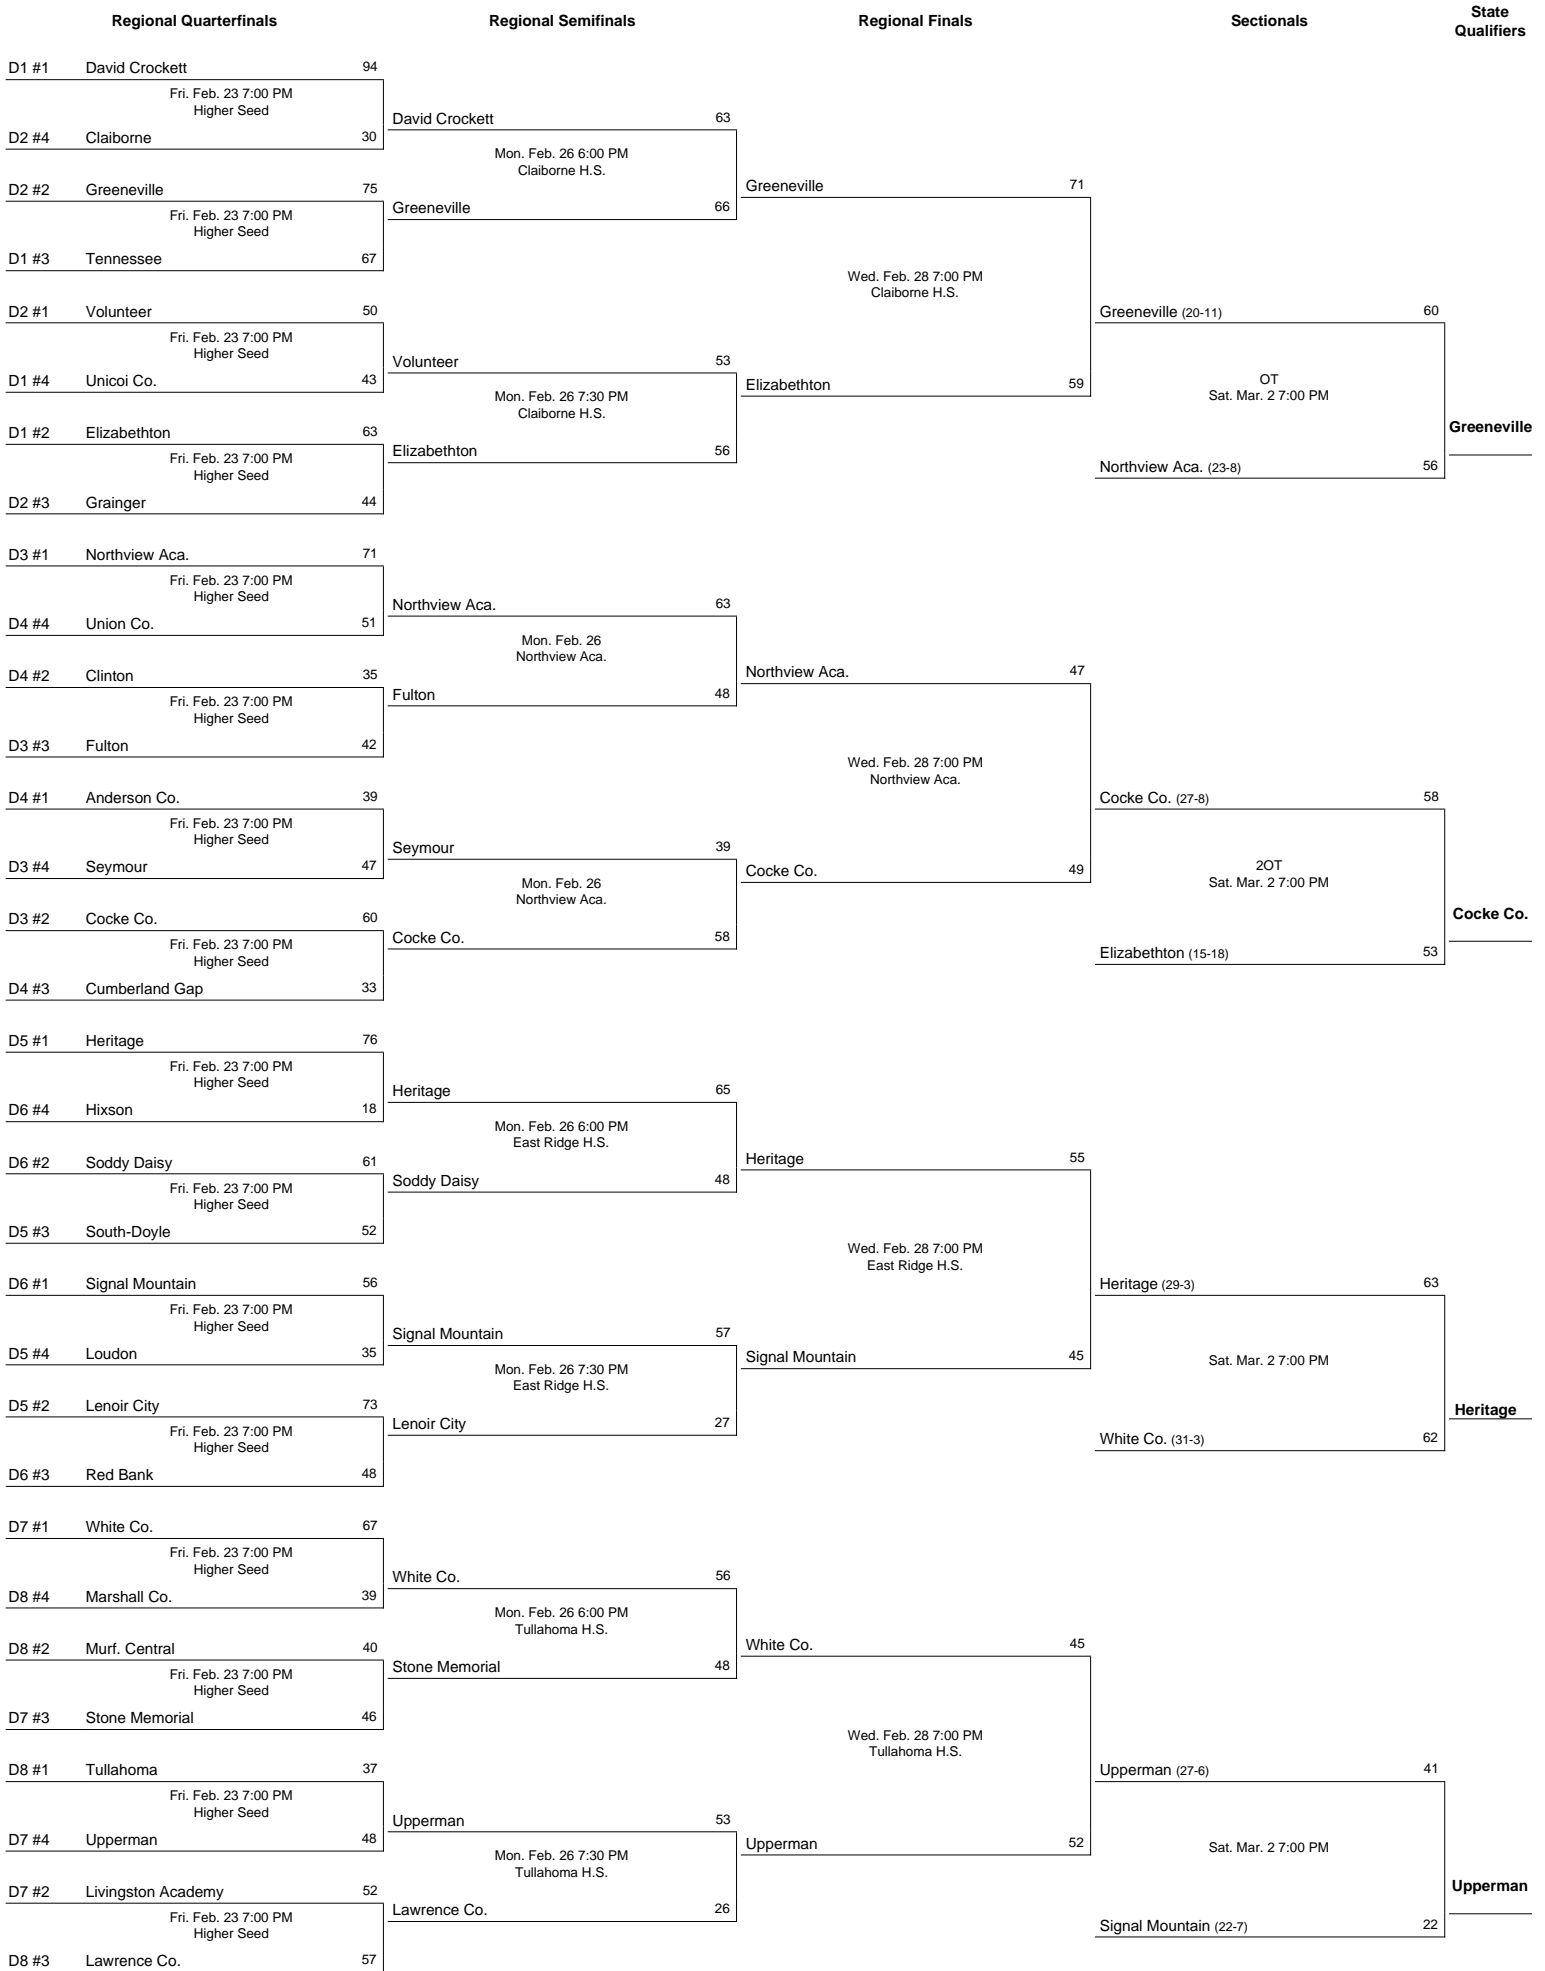 Regional Quarterfinals
Regional Semifinals
Regional Finals
Sectionals
State
Qualifiers
D1 #1 David Crockett 94
Fri. Feb. 23 7:00 PM
Higher Seed
D2 #4 Claiborne 30
D2 #2 Greeneville 75
Fri. Feb. 23 7:00 PM
Higher Seed
D1 #3 Tennessee 67
D2 #1 Volunteer 50
Fri. Feb. 23 7:00 PM
Higher Seed
D1 #4 Unicoi Co. 43
D1 #2 Elizabethton 63
Fri. Feb. 23 7:00 PM
Higher Seed
D2 #3 Grainger 44
D3 #1 Northview Aca. 71
Fri. Feb. 23 7:00 PM
Higher Seed
D4 #4 Union Co. 51
D4 #2 Clinton 35
Fri. Feb. 23 7:00 PM
Higher Seed
D3 #3 Fulton 42
D4 #1 Anderson Co. 39
Fri. Feb. 23 7:00 PM
Higher Seed
D3 #4 Seymour 47
D3 #2 Cocke Co. 60
Fri. Feb. 23 7:00 PM
Higher Seed
D4 #3 Cumberland Gap 33
D5 #1 Heritage 76
Fri. Feb. 23 7:00 PM
Higher Seed
D6 #4 Hixson 18
D6 #2 Soddy Daisy 61
Fri. Feb. 23 7:00 PM
Higher Seed
D5 #3 South-Doyle 52
D6 #1 Signal Mountain 56
Fri. Feb. 23 7:00 PM
Higher Seed
D5 #4 Loudon 35
D5 #2 Lenoir City 73
Fri. Feb. 23 7:00 PM
Higher Seed
D6 #3 Red Bank 48
D7 #1 White Co. 67
Fri. Feb. 23 7:00 PM
Higher Seed
D8 #4 Marshall Co. 39
D8 #2 Murf. Central 40
Fri. Feb. 23 7:00 PM
Higher Seed
D7 #3 Stone Memorial 46
D8 #1 Tullahoma 37
Fri. Feb. 23 7:00 PM
Higher Seed
D7 #4 Upperman 48
D7 #2 Livingston Academy 52
Fri. Feb. 23 7:00 PM
Higher Seed
D8 #3 Lawrence Co. 57
David Crockett 63
Mon. Feb. 26 6:00 PM
Claiborne H.S.
Greeneville 66
Volunteer 53
Mon. Feb. 26 7:30 PM
Claiborne H.S.
Elizabethton 56
Northview Aca. 63
Mon. Feb. 26
Northview Aca.
Fulton 48
Seymour 39
Mon. Feb. 26
Northview Aca.
Cocke Co. 58
Heritage 65
Mon. Feb. 26 6:00 PM
East Ridge H.S.
Soddy Daisy 48
Signal Mountain 57
Mon. Feb. 26 7:30 PM
East Ridge H.S.
Lenoir City 27
White Co. 56
Mon. Feb. 26 6:00 PM
Tullahoma H.S.
Stone Memorial 48
Upperman 53
Mon. Feb. 26 7:30 PM
Tullahoma H.S.
Lawrence Co. 26
Greeneville 71
Wed. Feb. 28 7:00 PM
Claiborne H.S.
Elizabethton 59
Northview Aca. 47
Wed. Feb. 28 7:00 PM
Northview Aca.
Cocke Co. 49
Heritage 55
Wed. Feb. 28 7:00 PM
East Ridge H.S.
Signal Mountain 45
White Co. 45
Wed. Feb. 28 7:00 PM
Tullahoma H.S.
Upperman 52
Greeneville (20-11) 60
OT
Sat. Mar. 2 7:00 PM
Northview Aca. (23-8) 56
Cocke Co. (27-8) 58
2OT
Sat. Mar. 2 7:00 PM
Elizabethton (15-18) 53
Heritage (29-3) 63
Sat. Mar. 2 7:00 PM
White Co. (31-3) 62
Upperman (27-6) 41
Sat. Mar. 2 7:00 PM
Signal Mountain (22-7) 22
Greeneville
Cocke Co.
Heritage
Upperman